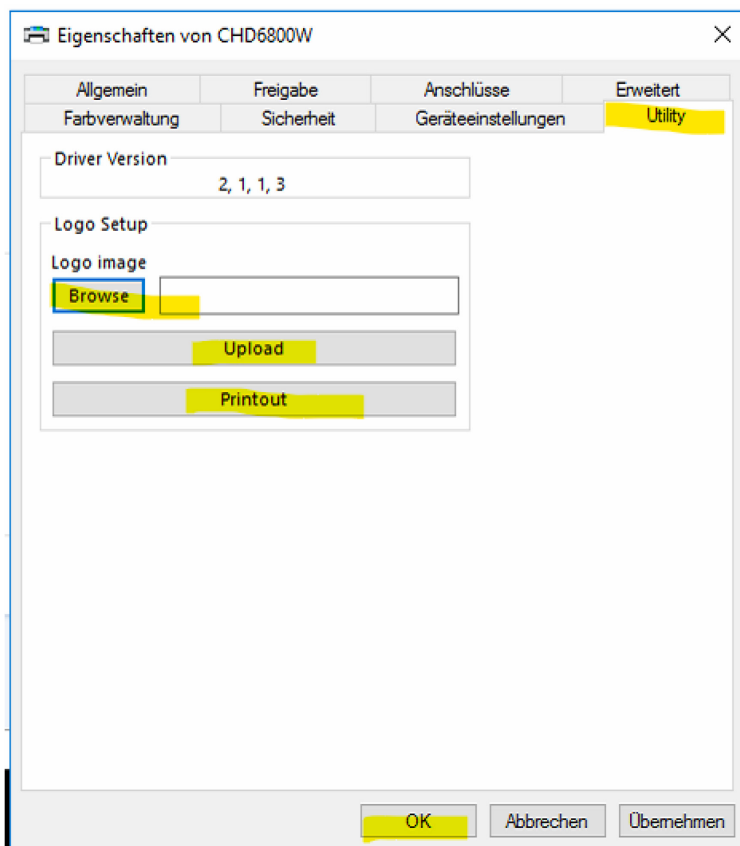 Eigenschaften von CHD6800W
Allgemein Freigabe Anschlüsse Erweitert
Farbverwaltung Sicherheit Geräteeinstellungen Utility
Driver Version
2, 1, 1, 3
Logo Setup
Logo image
Browse
Upload
Printout
OK Abbrechen Übernehmen